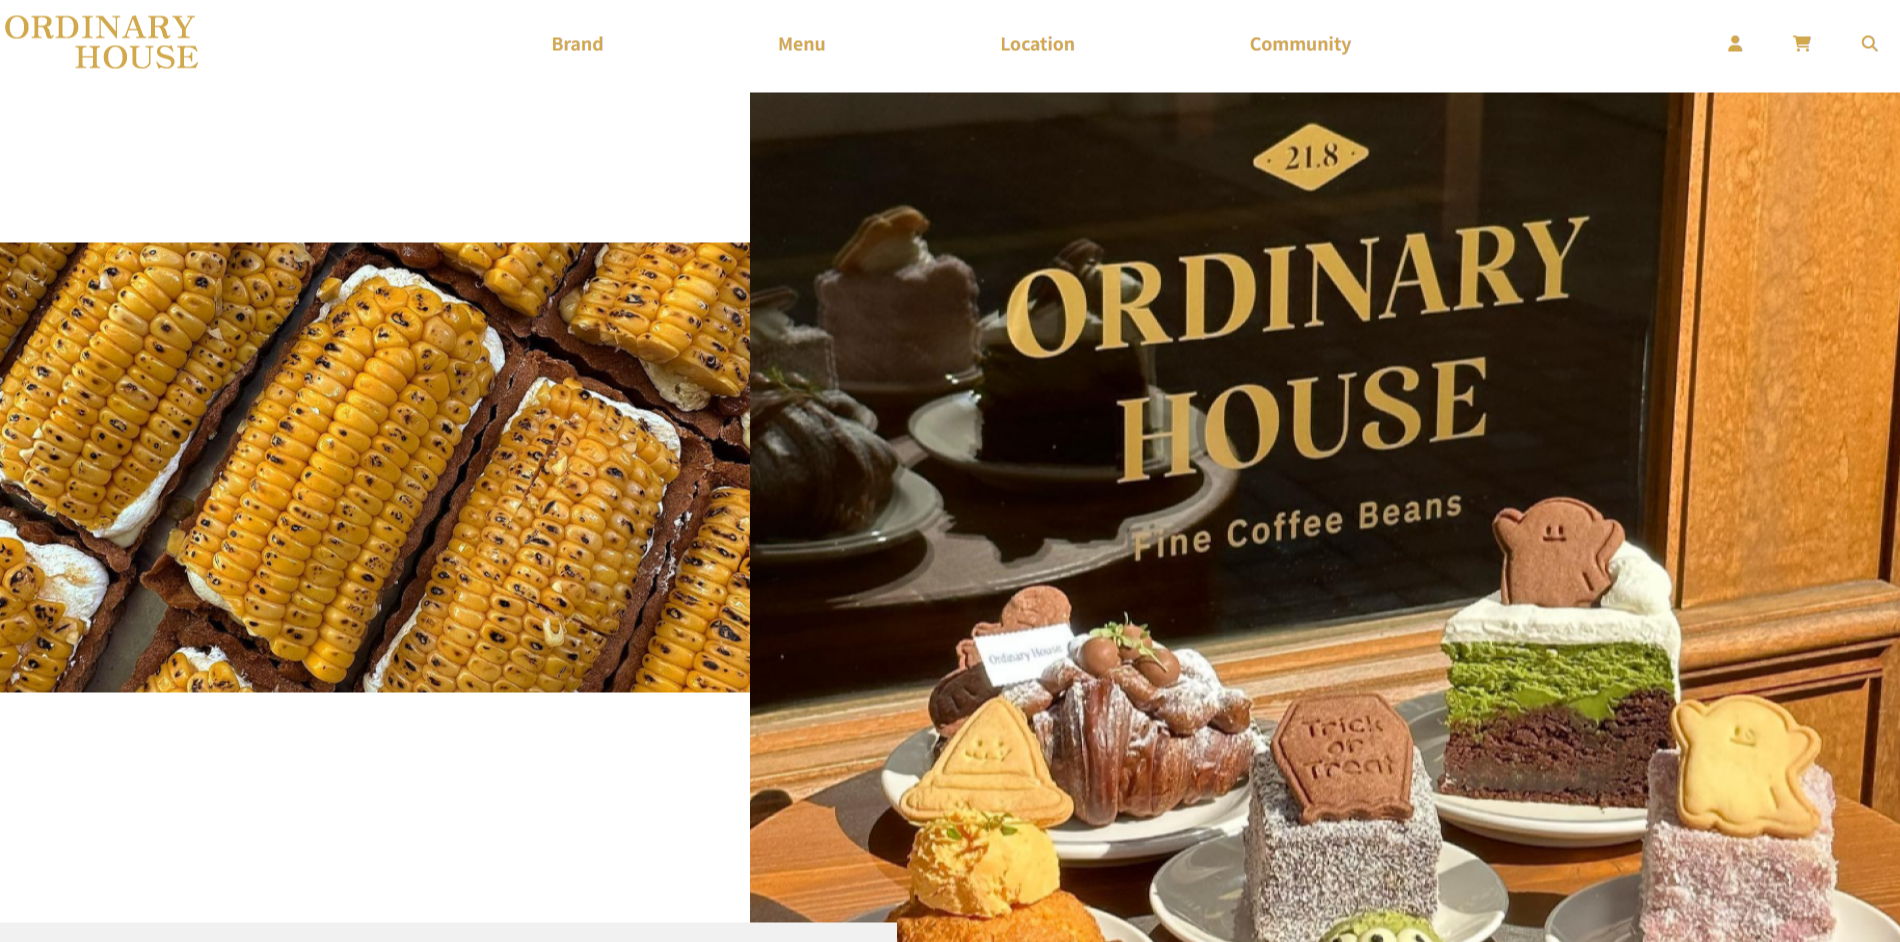 ORDINARY
HOUSE
Brand
Menu
Location
Community
21.8
ORDINARY
HOUSE
Fine Coffee Beans
Ordinary House
Trick
or
Treat